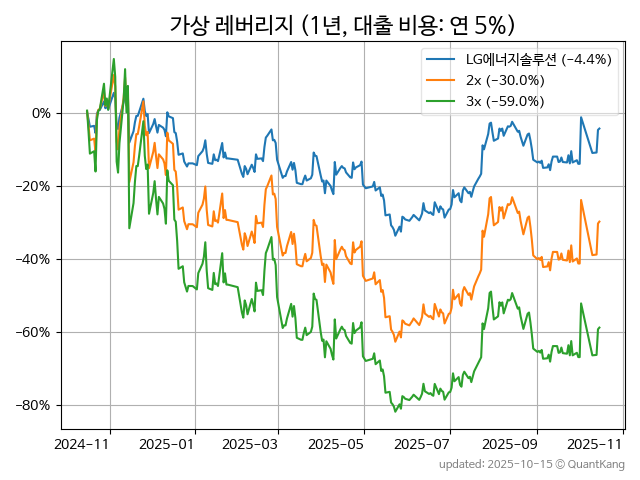 가상 레버리지 (1년, 대출 비용: 연 5%)
LG에너지솔루션 (−4.4%)
2x (−30.0%)
3x (−59.0%)
0%
−20%
−40%
−60%
−80%
2024−11 2025−01 2025−03 2025−05 2025−07 2025−09 2025−11
updated: 2025-10-15 © QuantKang